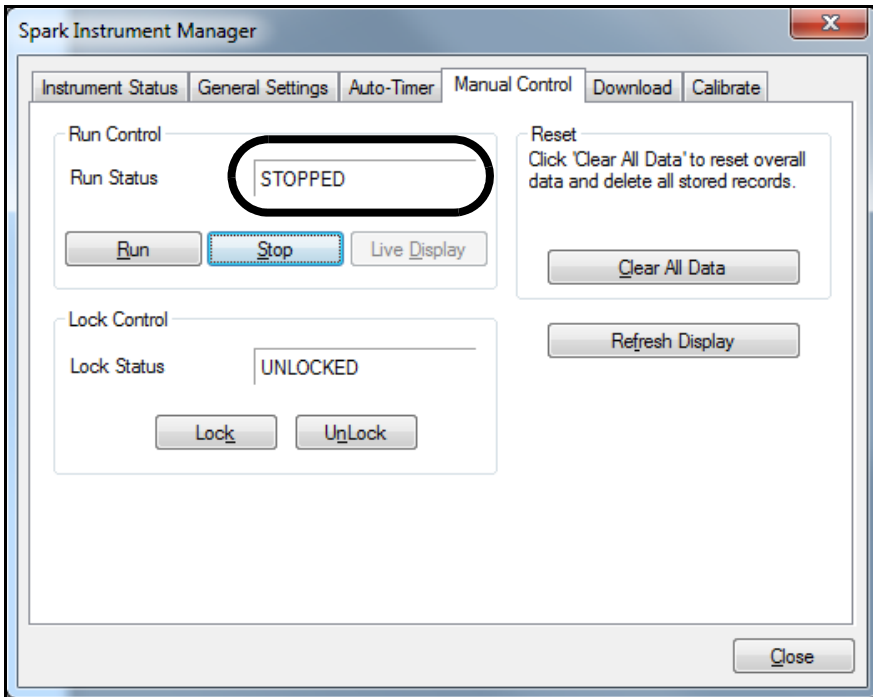 Spark Instrument Manager
Instrument Status General Settings Auto-Timer Manual Control Download Calibrate
Run Control
Run Status STOPPED
Run Stop Live Display
Lock Control
Lock Status UNLOCKED
Lock UnLock
Reset
Click 'Clear All Data' to reset overall
data and delete all stored records.
Clear All Data
Refresh Display
Close